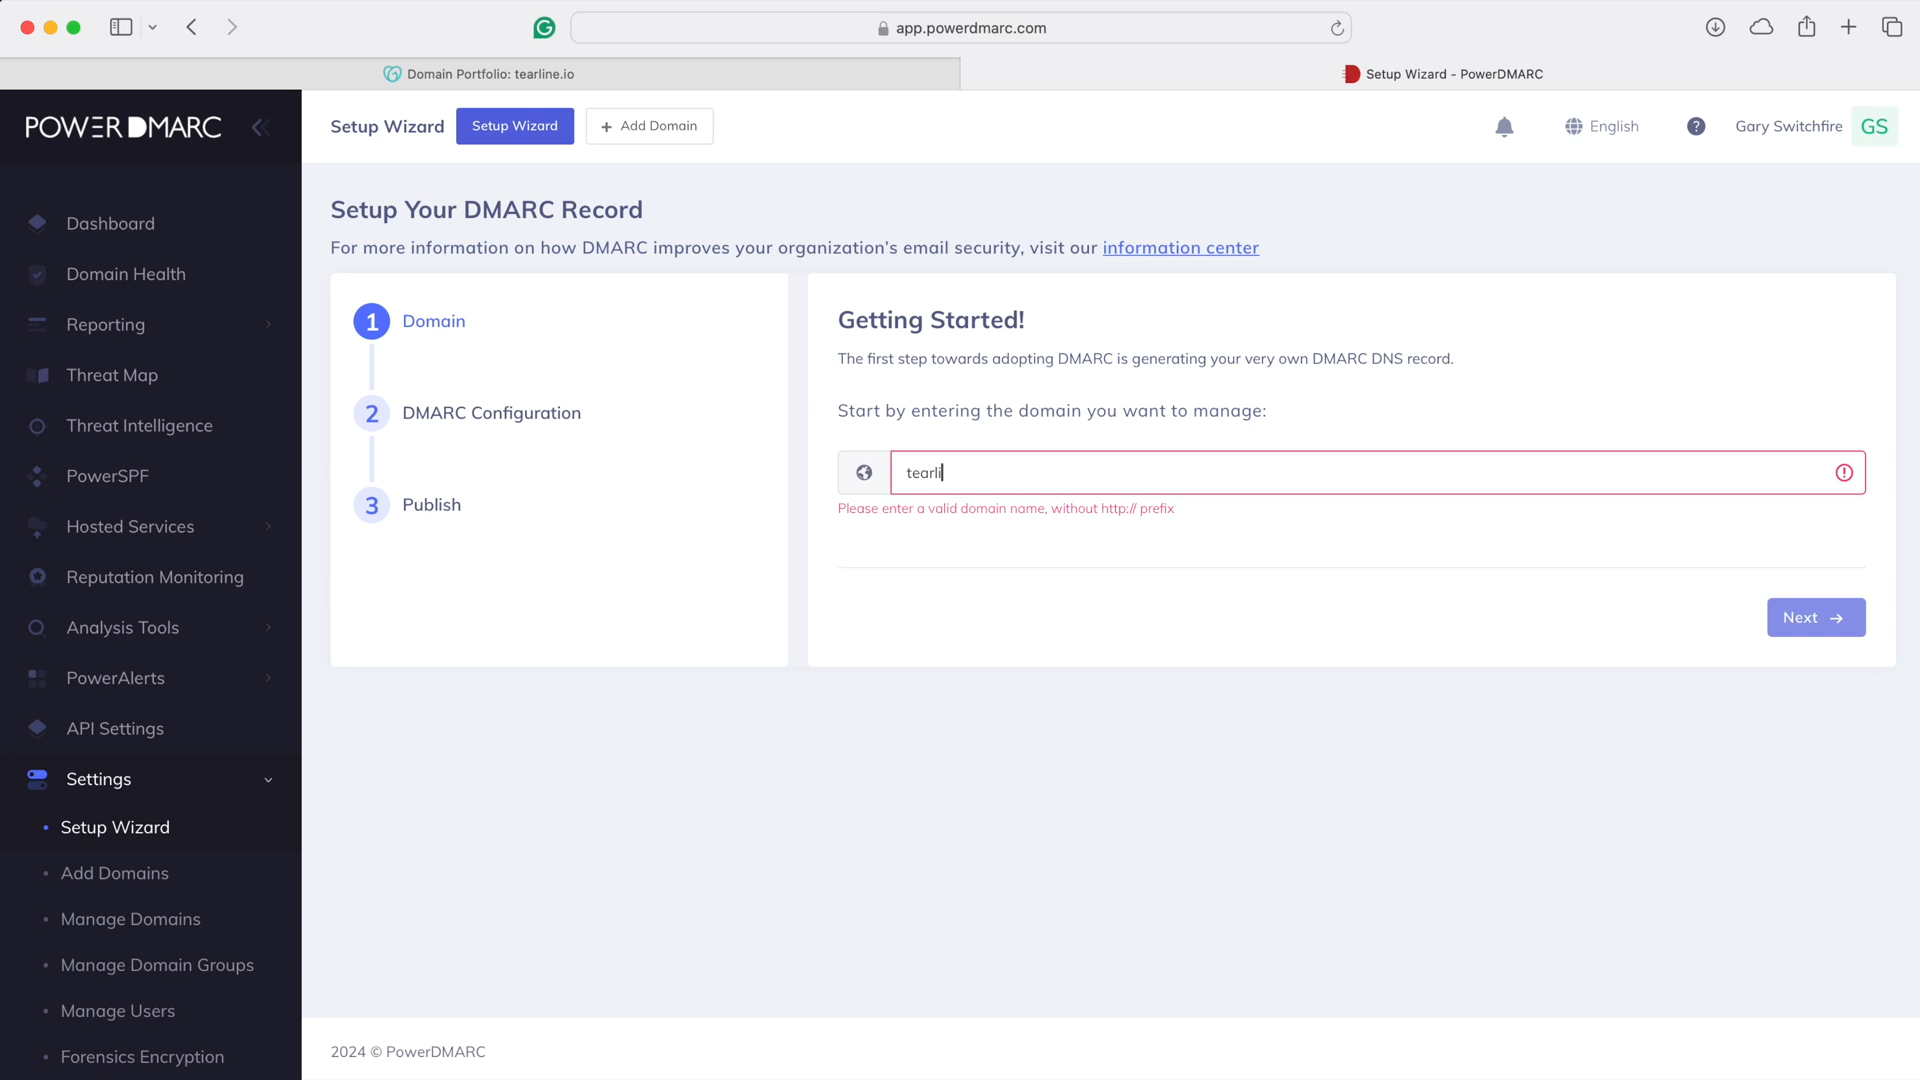 app.powerdmarc.com
Domain Portfolio: tearline.io
Setup Wizard - PowerDMARC
POWER DMARC
Setup Wizard
Setup Wizard
+ Add Domain
English
?
Gary Switchfire
GS
Dashboard
Domain Health
Reporting
Threat Map
Threat Intelligence
PowerSPF
Hosted Services
Reputation Monitoring
Analysis Tools
PowerAlerts
API Settings
Settings
Setup Wizard
Add Domains
Manage Domains
Manage Domain Groups
Manage Users
Forensics Encryption
Setup Your DMARC Record
For more information on how DMARC improves your organization’s email security, visit our information center
1 Domain
2 DMARC Configuration
3 Publish
Getting Started!
The first step towards adopting DMARC is generating your very own DMARC DNS record.
Start by entering the domain you want to manage:
tearli
Please enter a valid domain name, without http:// prefix
Next →
2024 © PowerDMARC